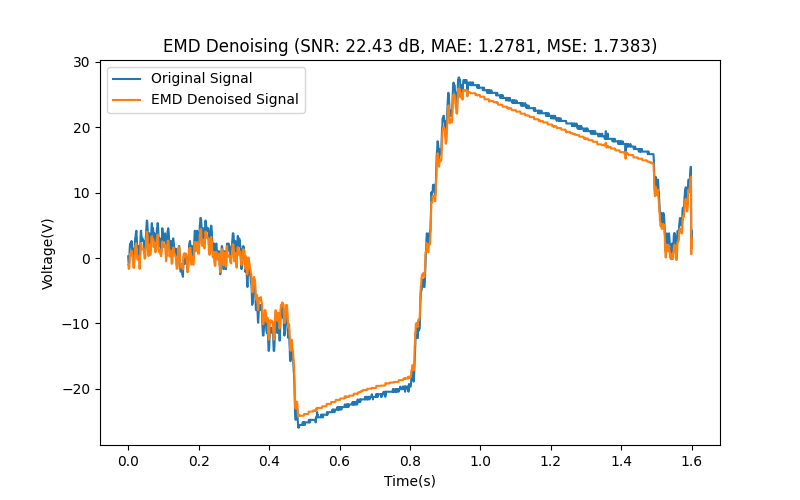 EMD Denoising (SNR: 22.43 dB, MAE: 1.2781, MSE: 1.7383)
Original Signal
EMD Denoised Signal
30
20
10
0
−10
−20
Voltage(V)
0.0 0.2 0.4 0.6 0.8 1.0 1.2 1.4 1.6
Time(s)